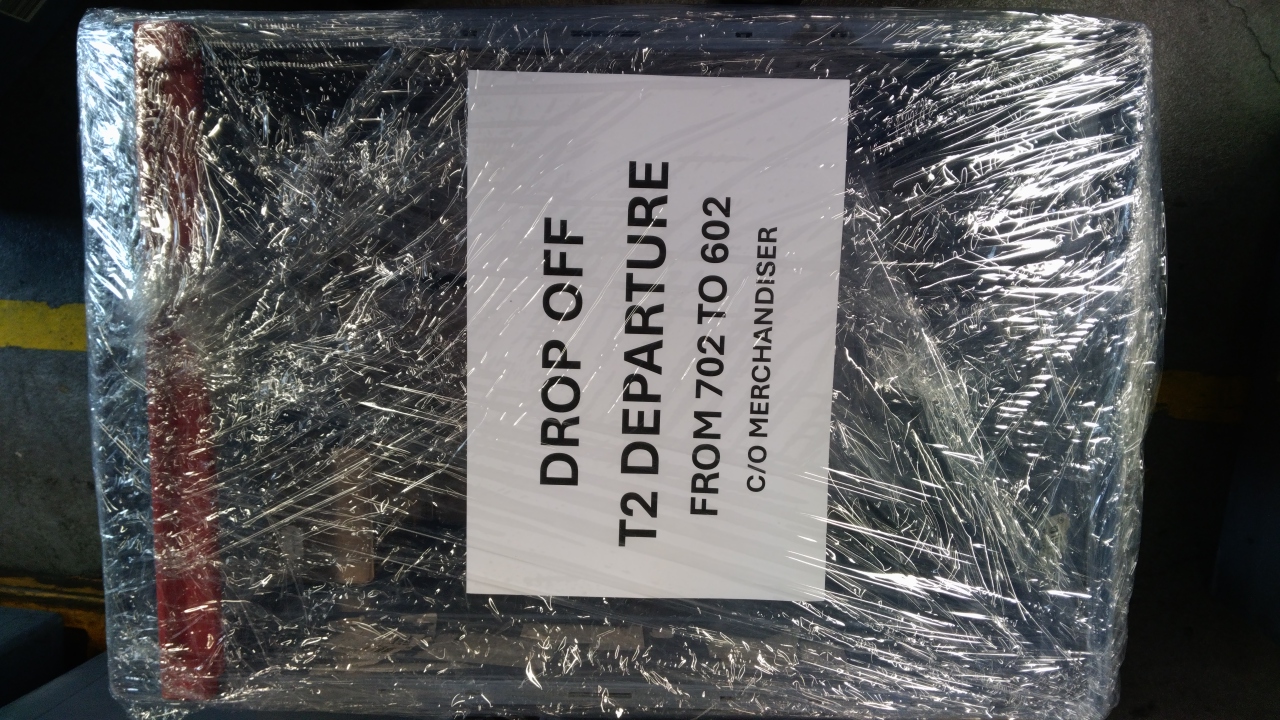 DROP OFF
T2 DEPARTURE
FROM 702 TO 602
C/O MERCHANDISER